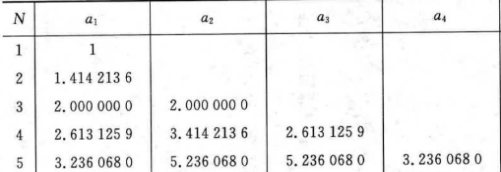 N a₁ a₂ a₃ a₄
1 1
2 1.414 213 6
3 2.000 000 0 2.000 000 0
4 2.613 125 9 3.414 213 6 2.613 125 9
5 3.236 068 0 5.236 068 0 5.236 068 0 3.236 068 0